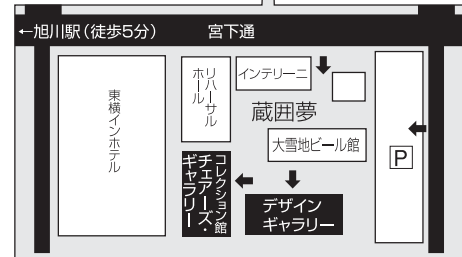 ←旭川駅（徒歩5分）
宮下通
東横インホテル
リハーサル
ホール
インテリーニ
蔵囲夢
大雪地ビール館
P
コレクション館
チェアーズ・
ギャラリー
デザイン
ギャラリー